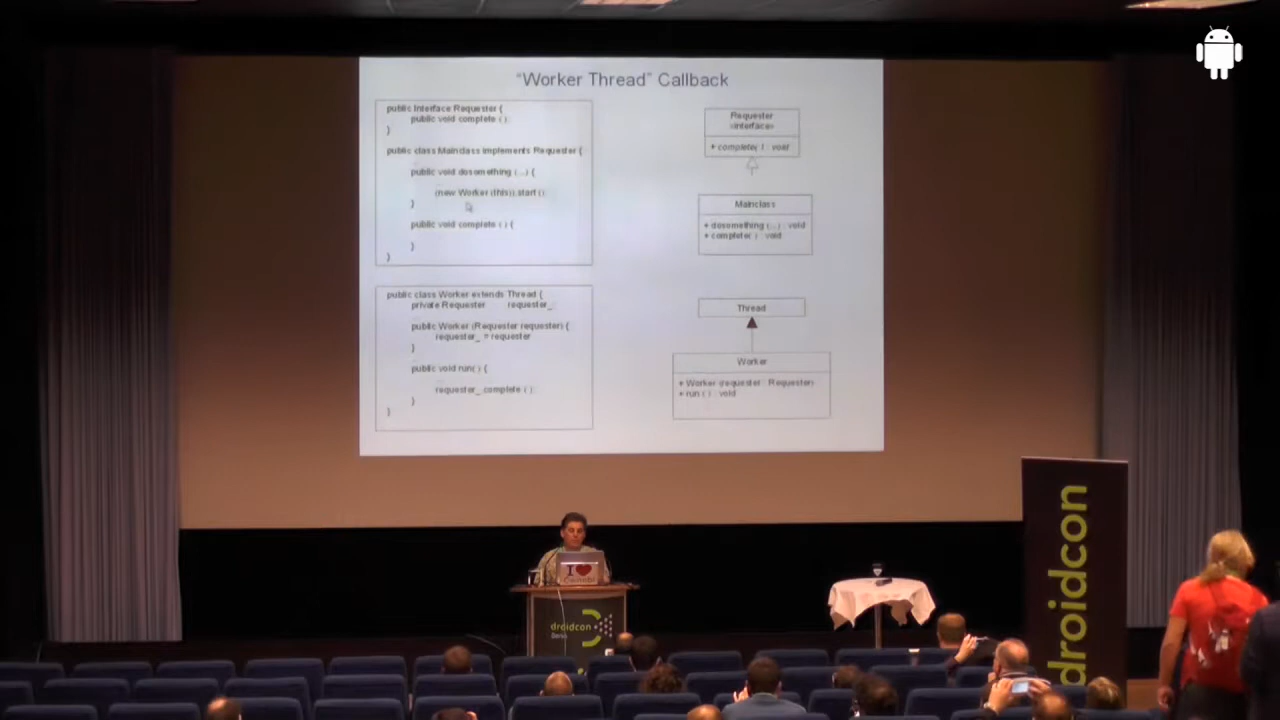 “Worker Thread” Callback
public Interface Requester {
public void complete ();
}
public class Mainclass implements Requester {
public void dosomething (...) {
(new Worker (this)).start ();
}
public void complete () {
}
}
public class Worker extends Thread {
private Requester requester_;
public Worker (Requester requester) {
requester_ = requester
}
public void run() {
requester_.complete ();
}
}
Requester
«interface»
+ complete( ) : void
Mainclass
+ dosomething (...) : void
+ complete( ) : void
Thread
Worker
+ Worker (requester : Requester)
+ run ( ) : void
I
droidcon
droidcon